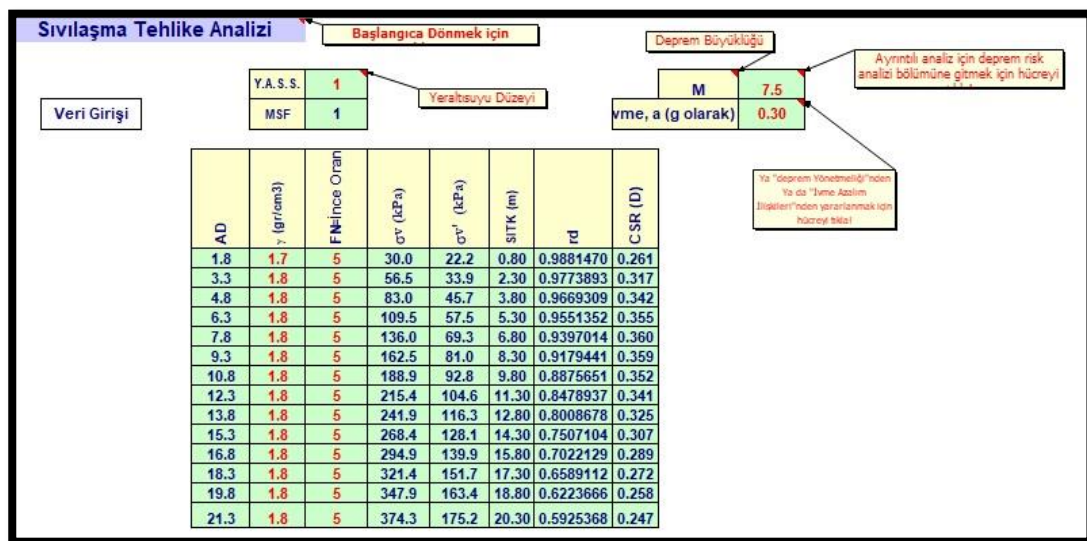 Sıvılaşma Tehlike Analizi
Başlangıca Dönmek için
Deprem Büyüklüğü
Ayrıntılı analiz için deprem risk
analizi bölümüne gitmek için hücreyi
Y.A.S.S. 1
Yeraltısuyu Düzeyi
M 7.5
Veri Girişi
MSF 1
vme, a (g olarak) 0.30
Ya "deprem Yönetmeliği"nden
Ya da "İvme Azalım
İlişkileri"nden yararlanmak için
hücreyi tıkla!
AD γ (gr/cm3) FN=İnce Oran σv (kPa) σv' (kPa) SITK (m) rd CSR (D)
1.8 1.7 5 30.0 22.2 0.80 0.9881470 0.261
3.3 1.8 5 56.5 33.9 2.30 0.9773893 0.317
4.8 1.8 5 83.0 45.7 3.80 0.9669309 0.342
6.3 1.8 5 109.5 57.5 5.30 0.9551352 0.355
7.8 1.8 5 136.0 69.3 6.80 0.9397014 0.360
9.3 1.8 5 162.5 81.0 8.30 0.9179441 0.359
10.8 1.8 5 188.9 92.8 9.80 0.8875651 0.352
12.3 1.8 5 215.4 104.6 11.30 0.8478937 0.341
13.8 1.8 5 241.9 116.3 12.80 0.8008678 0.325
15.3 1.8 5 268.4 128.1 14.30 0.7507104 0.307
16.8 1.8 5 294.9 139.9 15.80 0.7022129 0.289
18.3 1.8 5 321.4 151.7 17.30 0.6589112 0.272
19.8 1.8 5 347.9 163.4 18.80 0.6223666 0.258
21.3 1.8 5 374.3 175.2 20.30 0.5925368 0.247